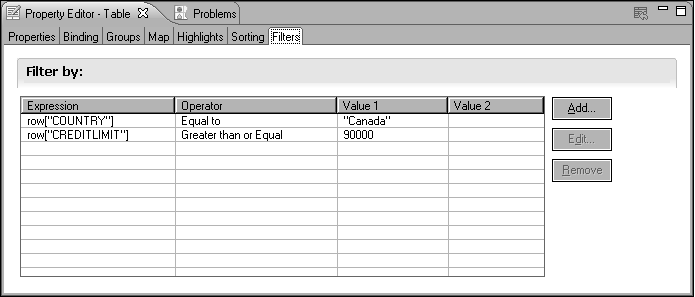 Property Editor - Table Problems
Properties Binding Groups Map Highlights Sorting Filters
Filter by:
Expression Operator Value 1 Value 2
row["COUNTRY"] Equal to "Canada"
row["CREDITLIMIT"] Greater than or Equal 90000
Add...
Edit...
Remove